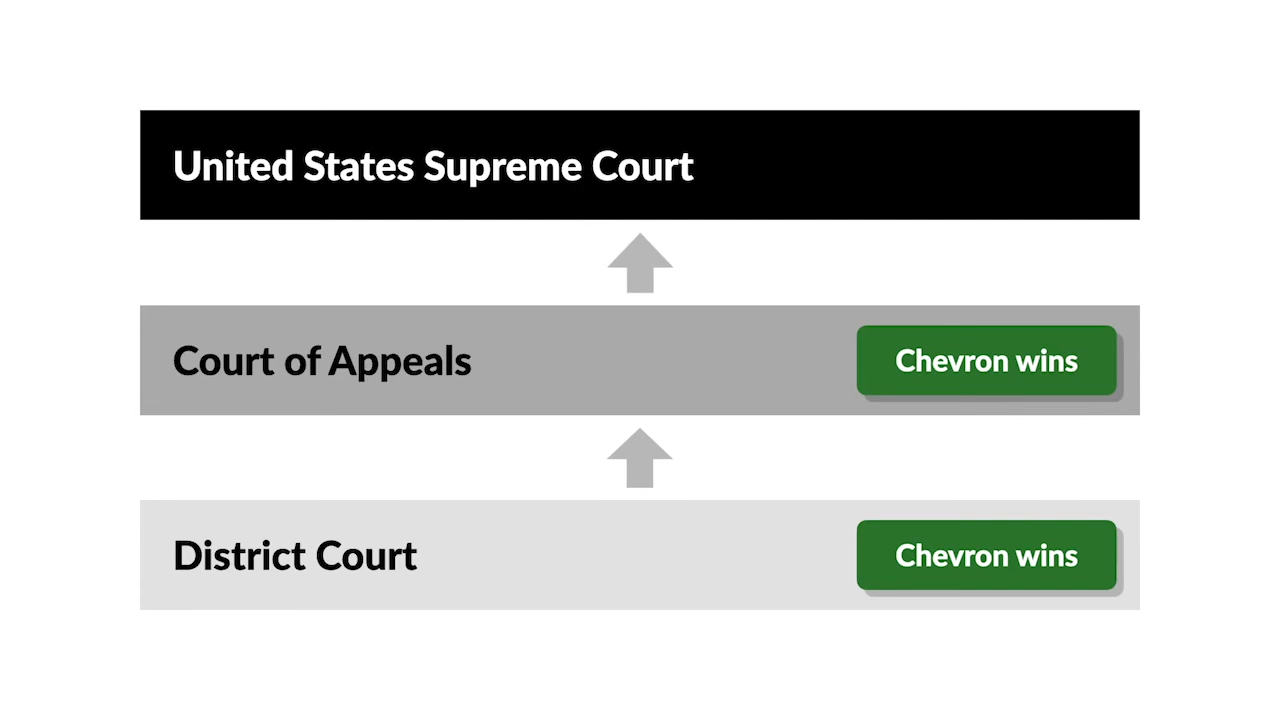 United States Supreme Court
Court of Appeals
Chevron wins
District Court
Chevron wins